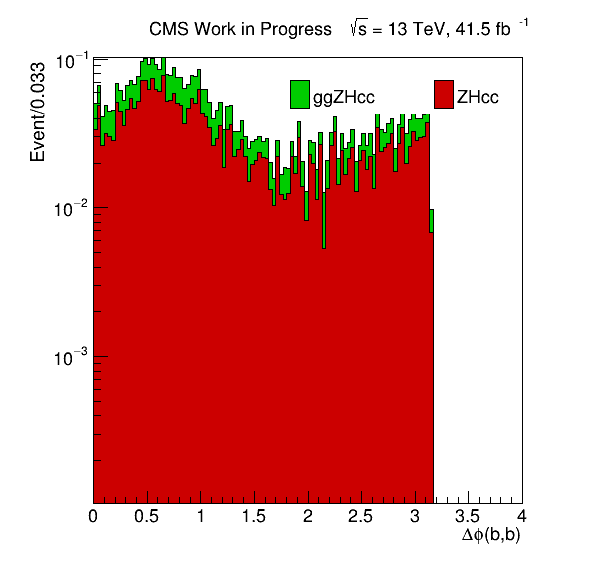 CMS Work in Progress √s = 13 TeV, 41.5 fb⁻¹
Event/0.033
10⁻¹
10⁻²
10⁻³
ggZHcc
ZHcc
0 0.5 1 1.5 2 2.5 3 3.5 4
Δϕ(b,b)